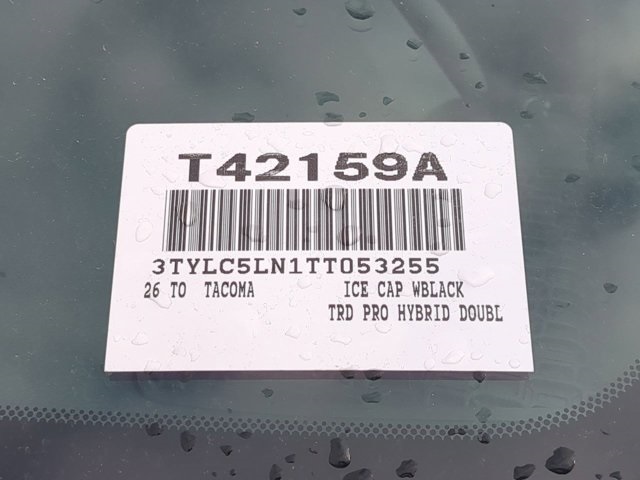 T42159A
3TYLC5LN1TT053255
26 TO TACOMA ICE CAP WBLACK
TRD PRO HYBRID DOUBL